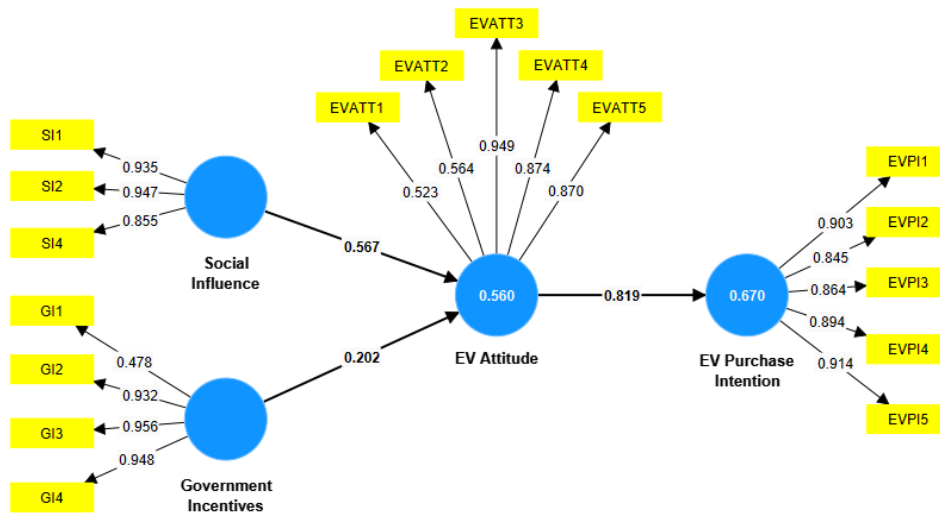 EVATT3
EVATT2
EVATT4
EVATT1
EVATT5
SI1
SI2
SI4
0.935
0.947
0.855
Social
Influence
0.523
0.564
0.949
0.874
0.870
0.567
0.560
EV Attitude
0.819
0.670
EV Purchase
Intention
EVPI1
EVPI2
EVPI3
EVPI4
EVPI5
0.903
0.845
0.864
0.894
0.914
GI1
GI2
GI3
GI4
0.478
0.932
0.956
0.948
0.202
Government
Incentives